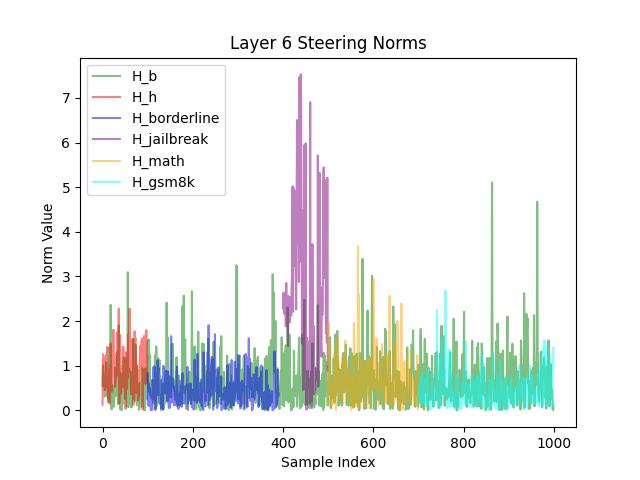 Layer 6 Steering Norms
H_b
H_h
H_borderline
H_jailbreak
H_math
H_gsm8k
Norm Value
7
6
5
4
3
2
1
0
0 200 400 600 800 1000
Sample Index